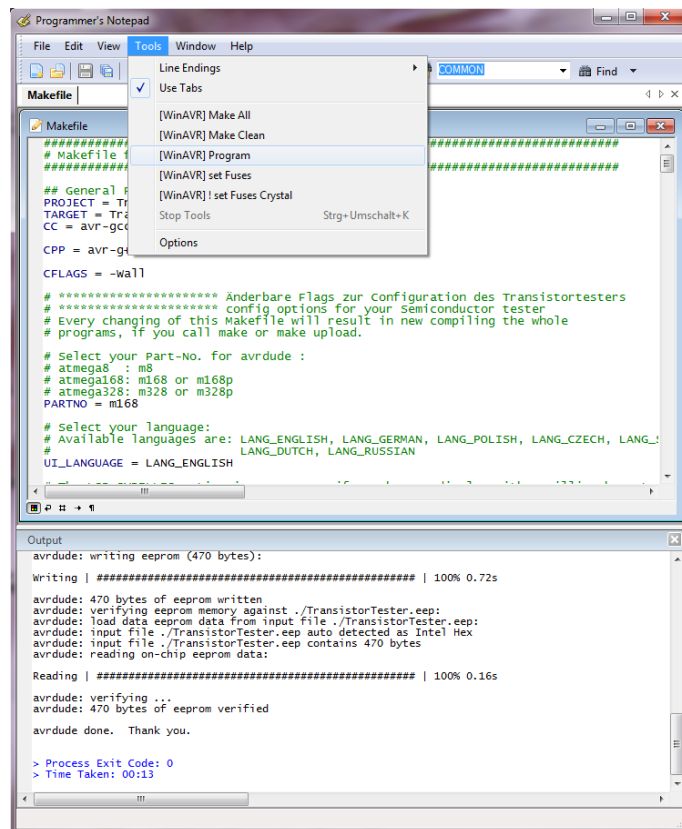 Programmer's Notepad
File Edit View Tools Window Help
COMMON Find
Makefile
Line Endings
Use Tabs
[WinAVR] Make All
[WinAVR] Make Clean
[WinAVR] Program
[WinAVR] set Fuses
[WinAVR] ! set Fuses Crystal
Stop Tools Strg+Umschalt+K
Options
Makefile
# Makefile
## General
PROJECT =
TARGET =
CC =
CPP =
CFLAGS = -Wall
# ********************** Änderbare Flags zur Configuration des Transistortesters
# ********************** config options for your Semiconductor tester
# Every changing of this Makefile will result in new compiling the whole
# programs, if you call make or make upload.
# Select your Part-No. for avrdude :
# atmega8 : m8
# atmega168: m168 or m168p
# atmega328: m328 or m328p
PARTNO = m168
# Select your language:
# Available languages are: LANG_ENGLISH, LANG_GERMAN, LANG_POLISH, LANG_CZECH,
# LANG_DUTCH, LANG_RUSSIAN
UI_LANGUAGE = LANG_ENGLISH
Output
avrdude: writing eeprom (470 bytes):
Writing | ################################################## | 100% 0.72s
avrdude: 470 bytes of eeprom written
avrdude: verifying eeprom memory against ./TransistorTester.eep:
avrdude: load data eeprom data from input file ./TransistorTester.eep:
avrdude: input file ./TransistorTester.eep auto detected as Intel Hex
avrdude: input file ./TransistorTester.eep contains 470 bytes
avrdude: reading on-chip eeprom data:
Reading | ################################################## | 100% 0.16s
avrdude: verifying ...
avrdude: 470 bytes of eeprom verified
avrdude done. Thank you.
> Process Exit Code: 0
> Time Taken: 00:13